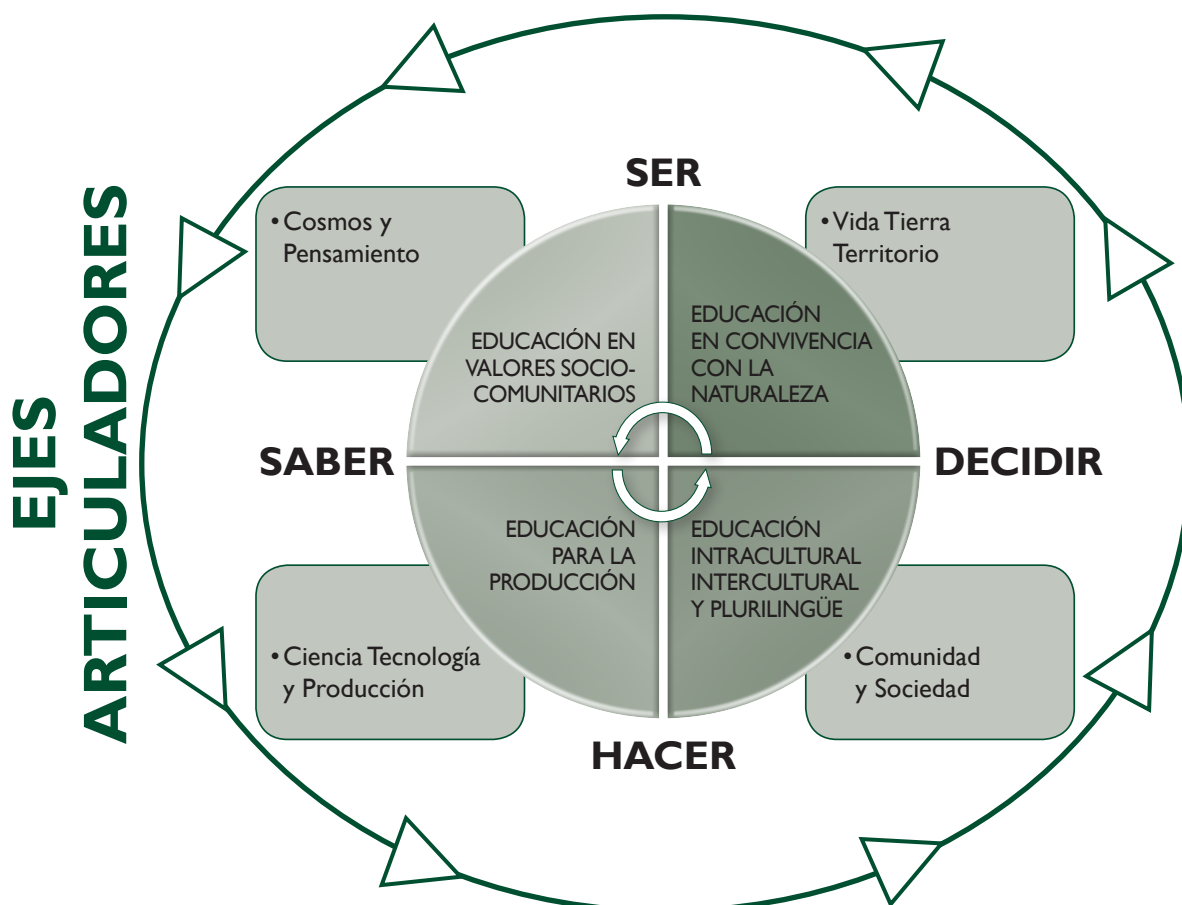 EJES
ARTICULADORES
SER
• Cosmos y
Pensamiento
• Vida Tierra
Territorio
EDUCACIÓN EN
VALORES SOCIO-
COMUNITARIOS
EDUCACIÓN
EN CONVIVENCIA
CON LA
NATURALEZA
SABER
DECIDIR
EDUCACIÓN
PARA LA
PRODUCCIÓN
EDUCACIÓN
INTRACULTURAL
INTERCULTURAL
Y PLURILINGÜE
• Ciencia Tecnología
y Producción
• Comunidad
y Sociedad
HACER